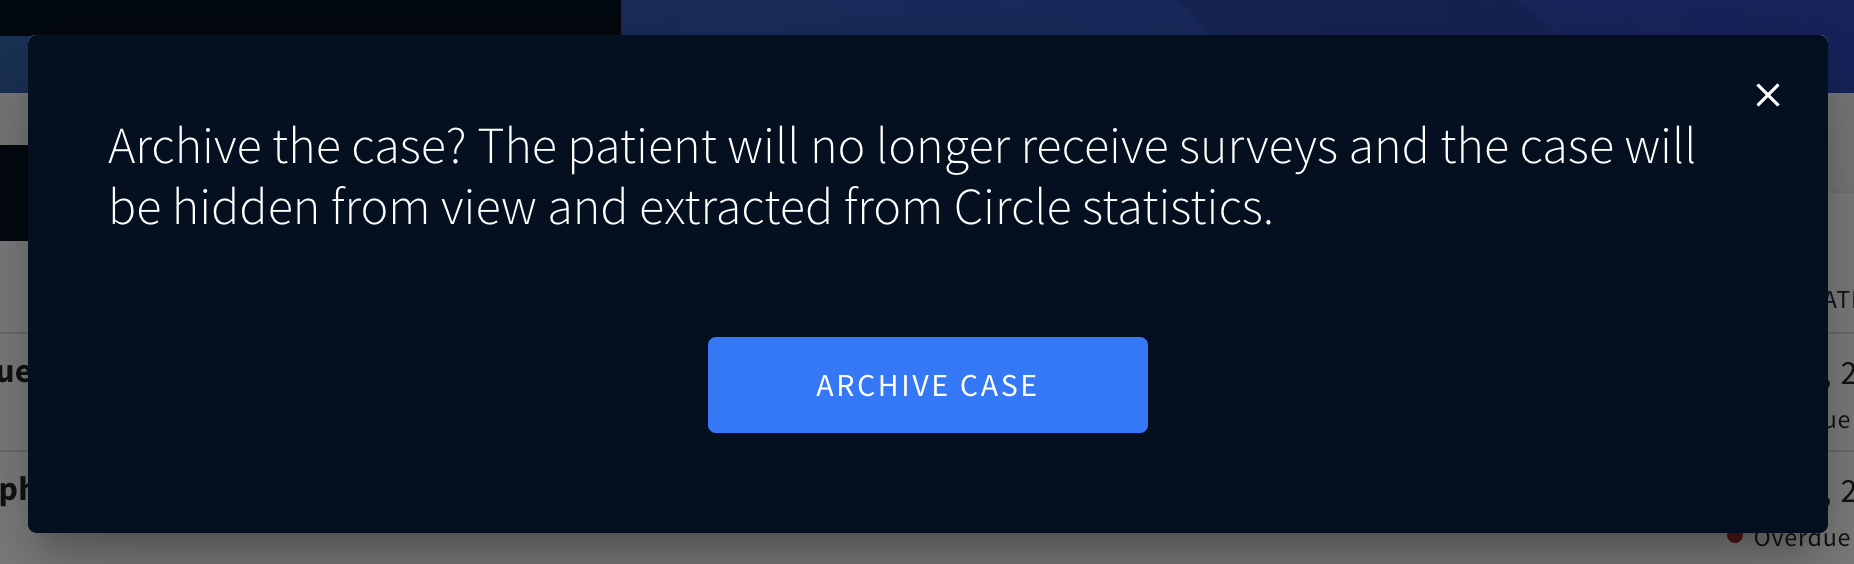 Archive the case? The patient will no longer receive surveys and the case will
be hidden from view and extracted from Circle statistics.
ARCHIVE CASE
Overdue